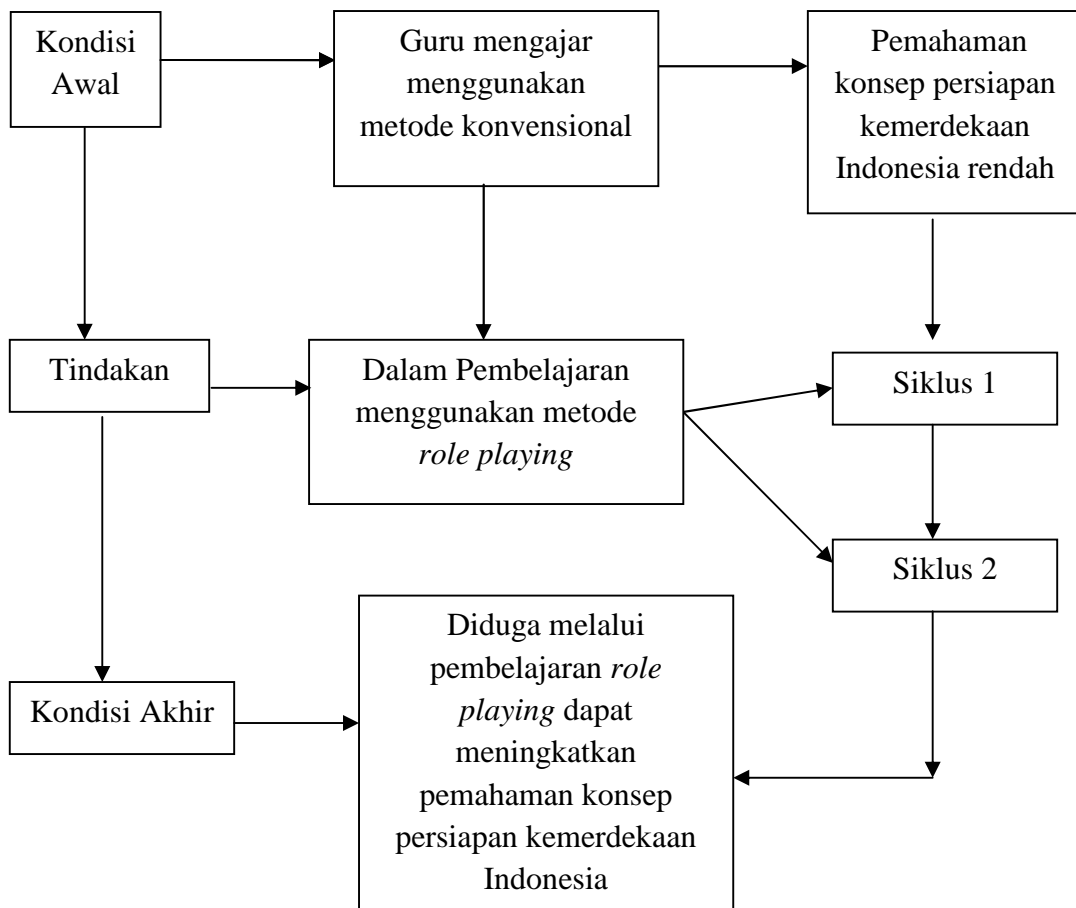 Kondisi
Awal
Guru mengajar
menggunakan
metode konvensional
Pemahaman
konsep persiapan
kemerdekaan
Indonesia rendah
Tindakan
Dalam Pembelajaran
menggunakan metode
role playing
Siklus 1
Siklus 2
Kondisi Akhir
Diduga melalui
pembelajaran role
playing dapat
meningkatkan
pemahaman konsep
persiapan kemerdekaan
Indonesia